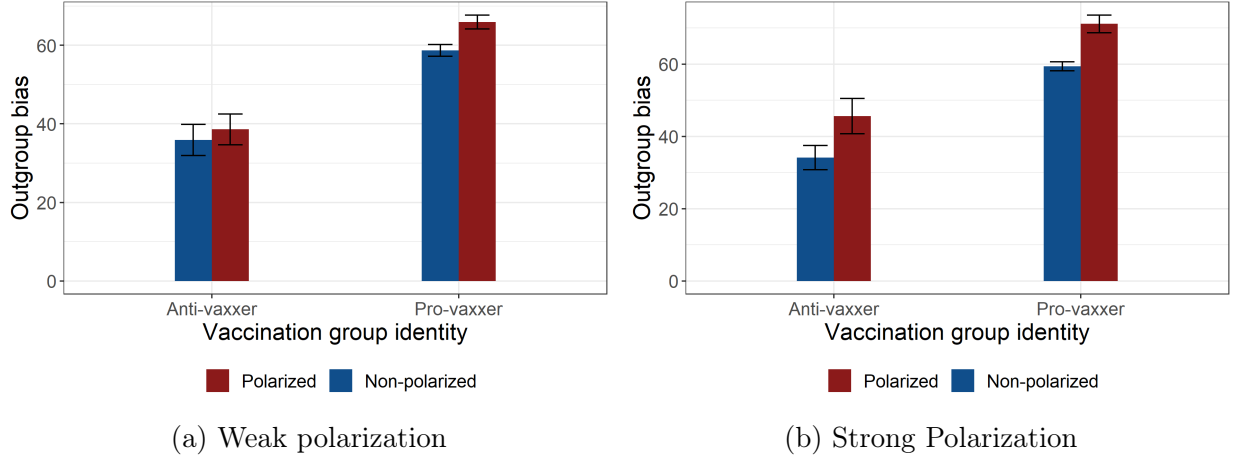 Outgroup bias
60
40
20
0
Anti-vaxxer Pro-vaxxer
Vaccination group identity
Polarized Non-polarized
(a) Weak polarization
Outgroup bias
60
40
20
0
Anti-vaxxer Pro-vaxxer
Vaccination group identity
Polarized Non-polarized
(b) Strong Polarization